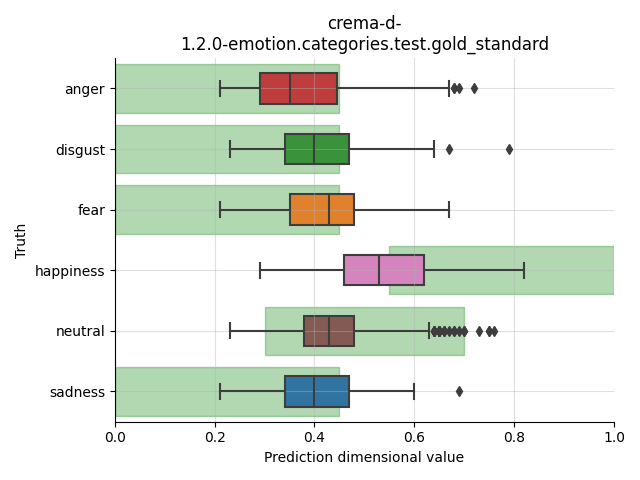 crema-d-
1.2.0-emotion.categories.test.gold_standard
Truth
anger
disgust
fear
happiness
neutral
sadness
0.0 0.2 0.4 0.6 0.8 1.0
Prediction dimensional value